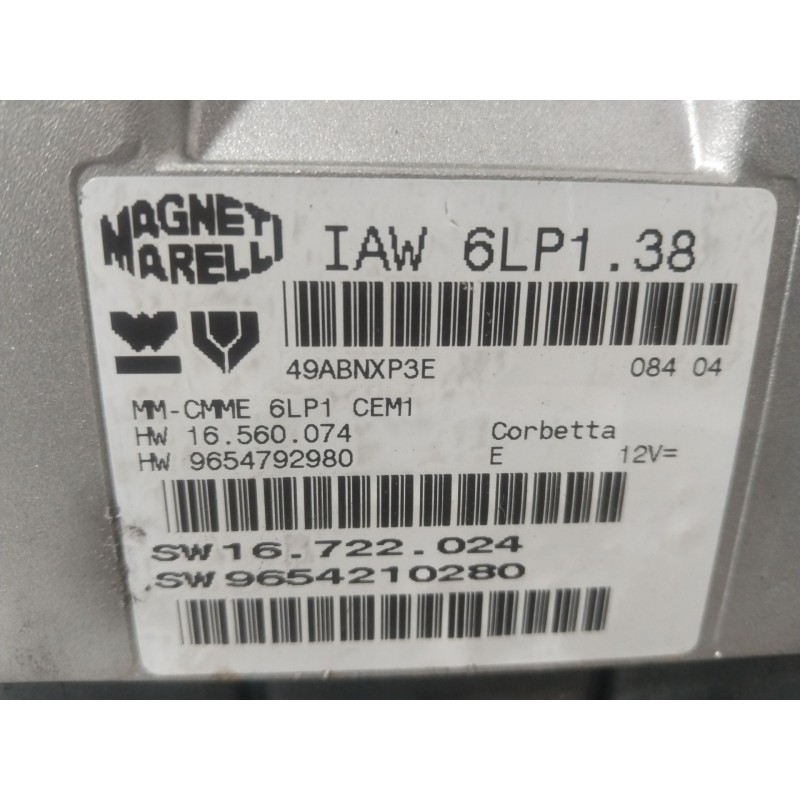 MAGNETI
MARELLI
IAW 6LP1.38
49ABNXP3E 084 04
MM-CMME 6LP1 CEM1
HW 16.560.074 Corbetta
HW 9654792980 E 12V=
SW16.722.024
SW9654210280